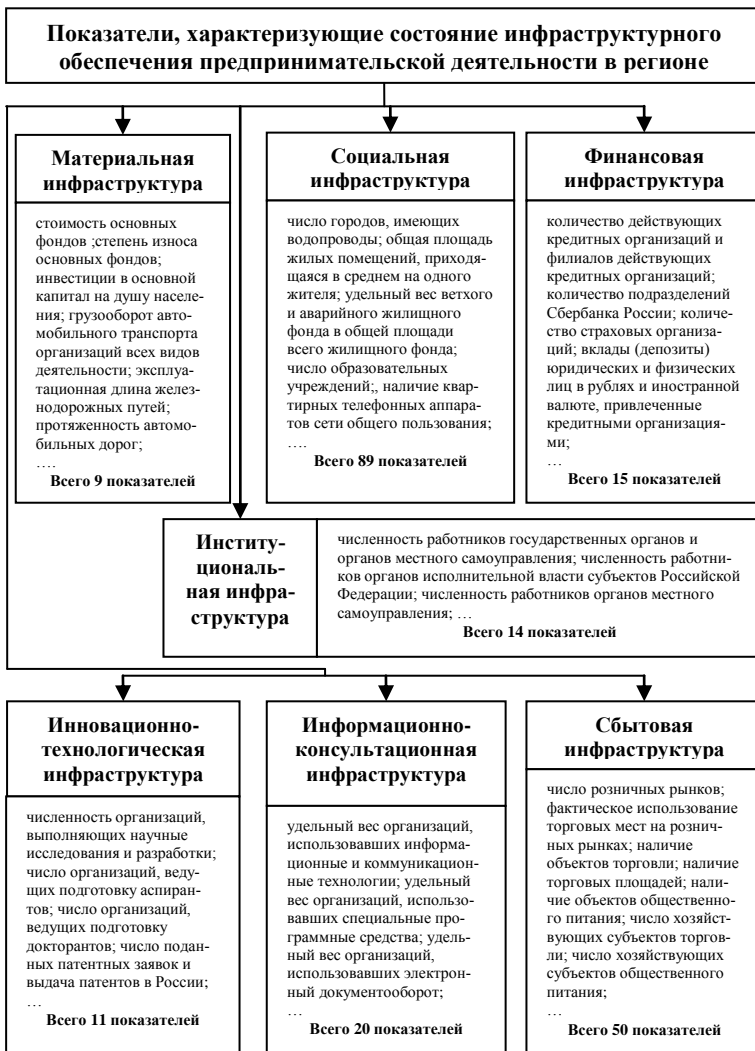 Показатели, характеризующие состояние инфраструктурного
обеспечения предпринимательской деятельности в регионе
Материальная
инфраструктура
стоимость основных
фондов ;степень износа
основных фондов;
инвестиции в основной
капитал на душу населе-
ния; грузооборот авто-
мобильного транспорта
организаций всех видов
деятельности; эксплуа-
тационная длина желез-
нодорожных путей;
протяженность автомо-
бильных дорог;
….
Всего 9 показателей
Социальная
инфраструктура
число городов, имеющих
водопроводы; общая площадь
жилых помещений, приходя-
щаяся в среднем на одного
жителя; удельный вес ветхого
и аварийного жилищного
фонда в общей площади
всего жилищного фонда;
число образовательных
учреждений;, наличие квар-
тирных телефонных аппара-
тов сети общего пользования;
….
Всего 89 показателей
Финансовая
инфраструктура
количество действующих
кредитных организаций и
филиалов действующих
кредитных организаций;
количество подразделений
Сбербанка России; количе-
ство страховых организа-
ций; вклады (депозиты)
юридических и физических
лиц в рублях и иностранной
валюте, привлеченные
кредитными организация-
ми;
…
Всего 15 показателей
Институ-
циональ-
ная инфра-
структура
численность работников государственных органов и
органов местного самоуправления; численность работни-
ков органов исполнительной власти субъектов Российской
Федерации; численность работников органов местного
самоуправления; …
Всего 14 показателей
Инновационно-
технологическая
инфраструктура
численность организаций,
выполняющих научные
исследования и разработки;
число организаций, веду-
щих подготовку аспиран-
тов; число организаций,
ведущих подготовку
докторантов; число подан-
ных патентных заявок и
выдача патентов в России;
…
Всего 11 показателей
Информационно-
консультационная
инфраструктура
удельный вес организаций,
использовавших информа-
ционные и коммуникацион-
ные технологии; удельный
вес организаций, использо-
вавших специальные про-
граммные средства; удель-
ный вес организаций,
использовавших электрон-
ный документооборот;
…
Всего 20 показателей
Сбытовая
инфраструктура
число розничных рынков;
фактическое использование
торговых мест на рознич-
ных рынках; наличие
объектов торговли; наличие
торговых площадей; нали-
чие объектов общественно-
го питания; число хозяйст-
вующих субъектов торгов-
ли; число хозяйствующих
субъектов общественного
питания;
…
Всего 50 показателей